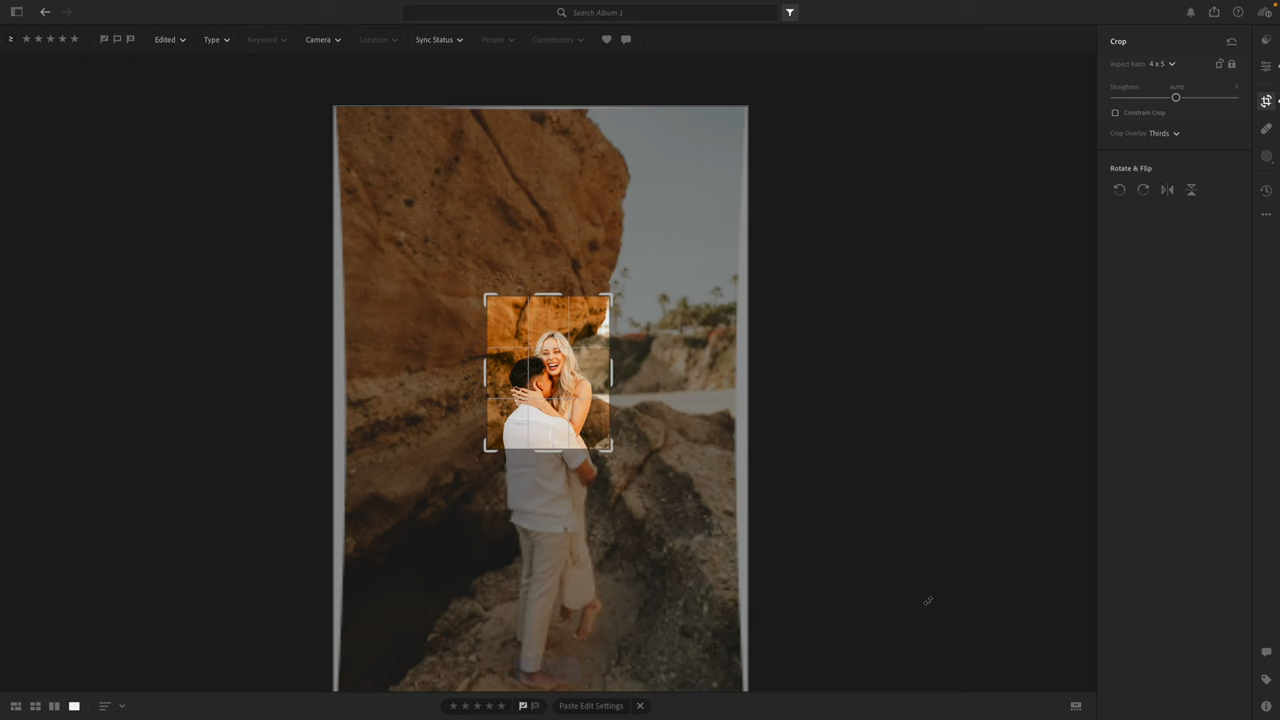 Search Album 1
≥ Edited Type Keyword Camera Location Sync Status People Contributors
Crop
Aspect Ratio 4 x 5
Straighten AUTO 0
Constrain Crop
Crop Overlay Thirds
Rotate & Flip
Paste Edit Settings